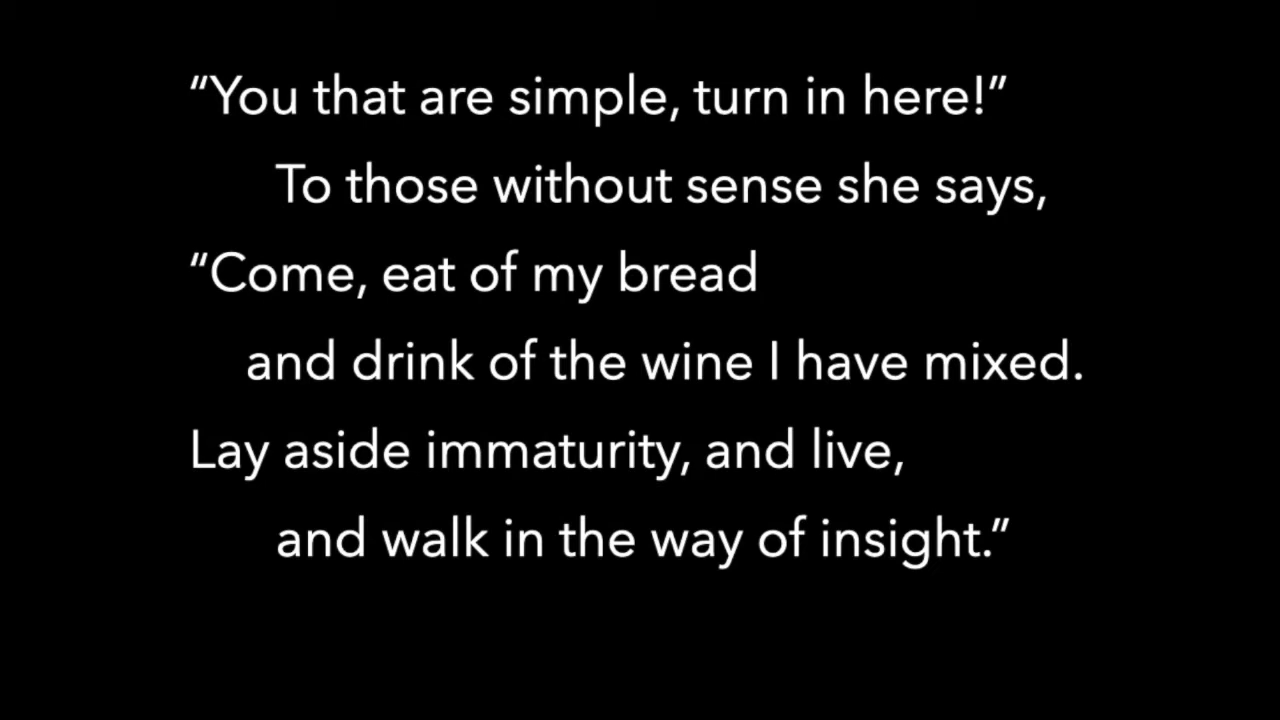 “You that are simple, turn in here!”
To those without sense she says,
“Come, eat of my bread
and drink of the wine I have mixed.
Lay aside immaturity, and live,
and walk in the way of insight.”